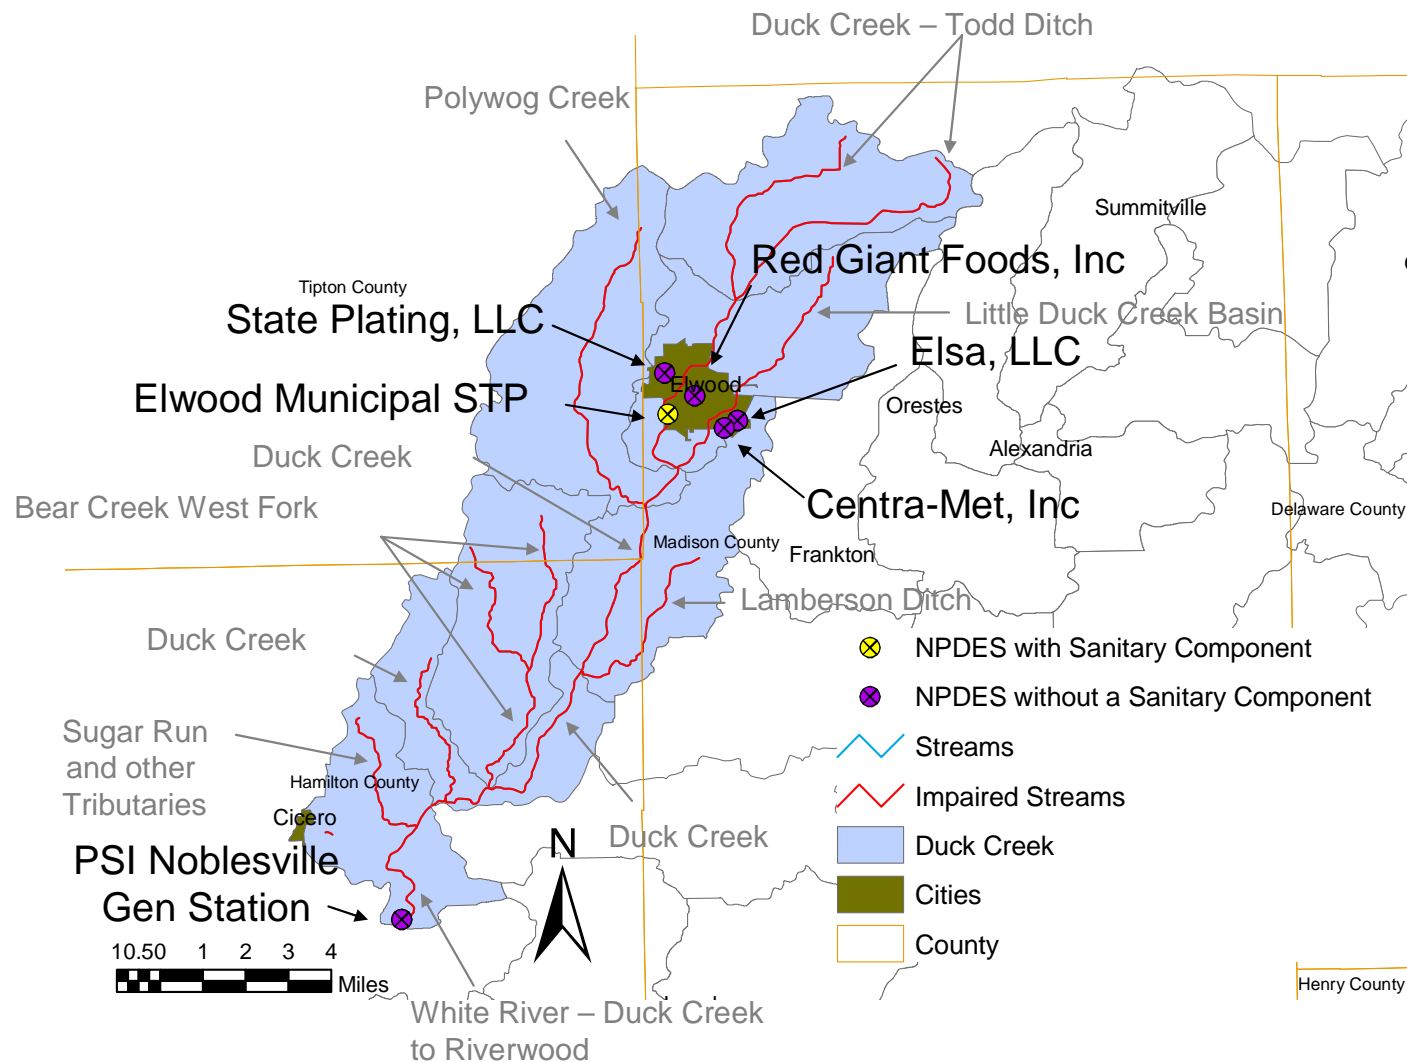 Duck Creek – Todd Ditch
Polywog Creek
Summitville
Red Giant Foods, Inc
Tipton County
State Plating, LLC
Little Duck Creek Basin
Elsa, LLC
Elwood
Elwood Municipal STP
Orestes
Duck Creek
Alexandria
Bear Creek West Fork
Centra-Met, Inc
Delaware County
Madison County
Frankton
Lamberson Ditch
Duck Creek
NPDES with Sanitary Component
NPDES without a Sanitary Component
Sugar Run
and other
Tributaries
Streams
Hamilton County
Impaired Streams
Cicero
Duck Creek
N
Duck Creek
PSI Noblesville
Gen Station
Cities
County
10.50 1 2 3 4
Miles
Henry County
White River – Duck Creek
to Riverwood